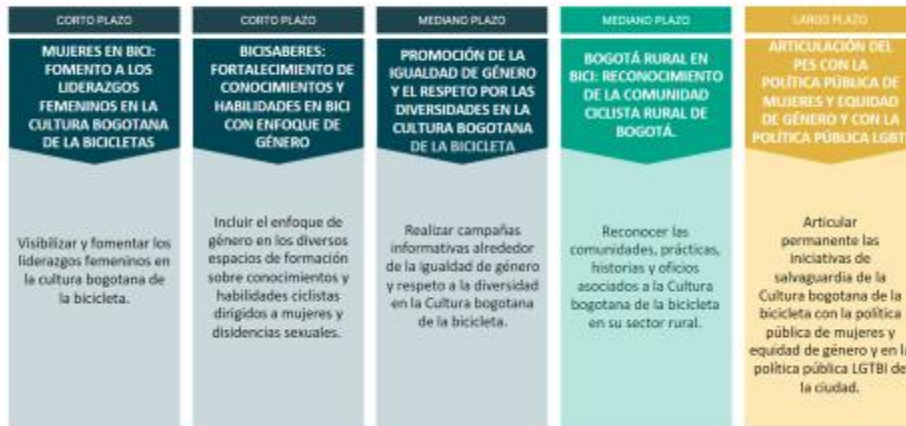 CORTO PLAZO
MUJERES EN BICI:
FOMENTO A LOS
LIDERAZGOS
FEMENINOS EN LA
CULTURA BOGOTANA
DE LA BICICLETAS
Visibilizar y fomentar los
liderazgos femeninos en
la cultura bogotana de
la bicicleta.
CORTO PLAZO
BICISABERES:
FORTALECIMIENTO DE
CONOCIMIENTOS Y
HABILIDADES EN BICI
CON ENFOQUE DE
GÉNERO
Incluir el enfoque de
género en los diversos
espacios de formación
sobre conocimientos y
habilidades ciclistas
dirigidos a mujeres y
disidencias sexuales.
MEDIANO PLAZO
PROMOCIÓN DE LA
IGUALDAD DE GÉNERO
Y EL RESPETO POR LAS
DIVERSIDADES EN LA
CULTURA BOGOTANA
DE LA BICICLETA
Realizar campañas
informativas alrededor
de la igualdad de género
y respeto a la diversidad
en la Cultura bogotana
de la bicicleta.
MEDIANO PLAZO
BOGOTÁ RURAL EN
BICI: RECONOCIMIENTO
DE LA COMUNIDAD
CICLISTA RURAL DE
BOGOTÁ.
Reconocer las
comunidades, prácticas,
historias y oficios
asociados a la Cultura
bogotana de la bicicleta
en su sector rural.
LARGO PLAZO
ARTICULACIÓN DEL
PES CON LA
POLÍTICA PÚBLICA DE
MUJERES Y EQUIDAD
DE GÉNERO Y CON LA
POLÍTICA PÚBLICA LGBT
Articular
permanente las
iniciativas de
salvaguardia de la
Cultura bogotana de la
bicicleta con la política
pública de mujeres y
equidad de género y en la
política pública LGTBI de
la ciudad.